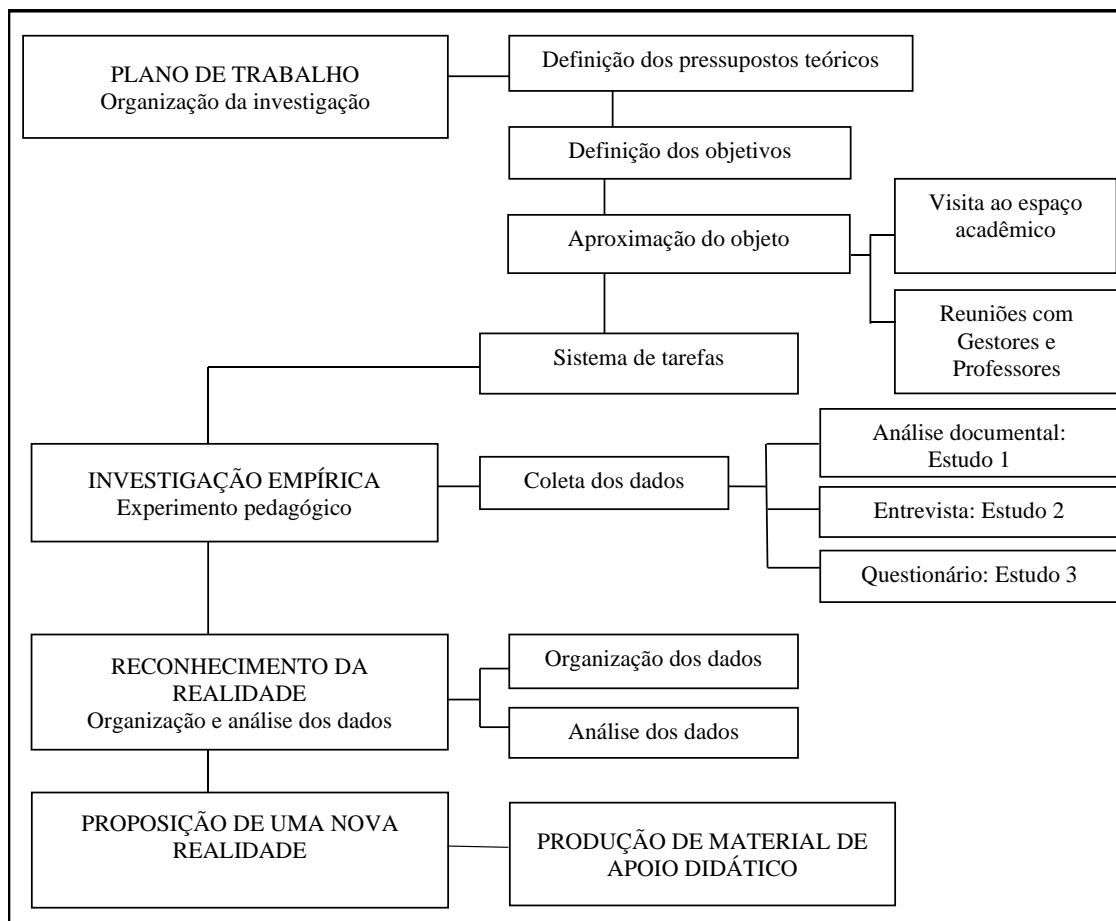 PLANO DE TRABALHO
Organização da investigação
Definição dos pressupostos teóricos
Definição dos objetivos
Aproximação do objeto
Visita ao espaço
acadêmico
Reuniões com
Gestores e
Professores
Sistema de tarefas
INVESTIGAÇÃO EMPÍRICA
Experimento pedagógico
Coleta dos dados
Análise documental:
Estudo 1
Entrevista: Estudo 2
Questionário: Estudo 3
RECONHECIMENTO DA
REALIDADE
Organização e análise dos dados
Organização dos dados
Análise dos dados
PROPOSIÇÃO DE UMA NOVA
REALIDADE
PRODUÇÃO DE MATERIAL DE
APOIO DIDÁTICO